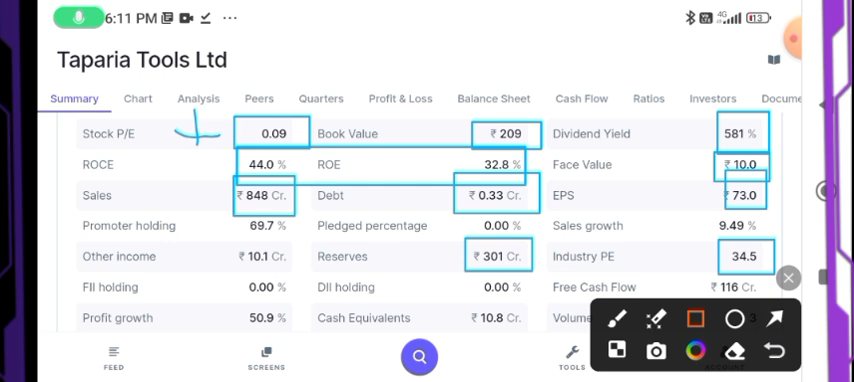 6:11 PM
4G
13
Taparia Tools Ltd
Summary Chart Analysis Peers Quarters Profit & Loss Balance Sheet Cash Flow Ratios Investors Docume
Stock P/E 0.09 Book Value ₹ 209 Dividend Yield 581 %
ROCE 44.0 % ROE 32.8 % Face Value ₹ 10.0
Sales ₹ 848 Cr. Debt ₹ 0.33 Cr. EPS ₹ 73.0
Promoter holding 69.7 % Pledged percentage 0.00 % Sales growth 9.49 %
Other income ₹ 10.1 Cr. Reserves ₹ 301 Cr. Industry PE 34.5
FII holding 0.00 % DII holding 0.00 % Free Cash Flow ₹ 116 Cr.
Profit growth 50.9 % Cash Equivalents ₹ 10.8 Cr. Volume
FEED SCREENS TOOLS